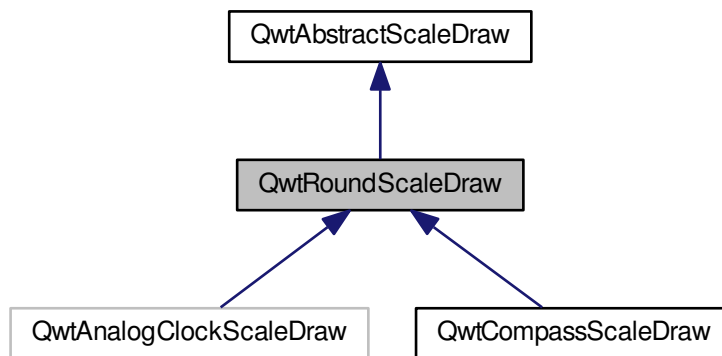 QwtAbstractScaleDraw
QwtRoundScaleDraw
QwtAnalogClockScaleDraw
QwtCompassScaleDraw